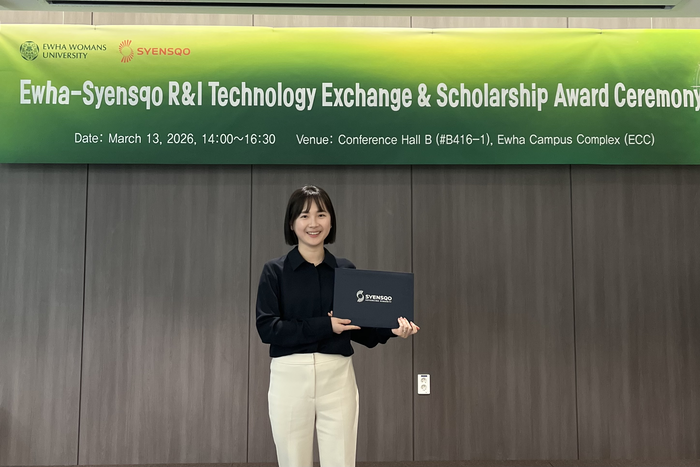 EWHA WOMANS
UNIVERSITY
SYENSQO
Ewha-Syensqo R&I Technology Exchange & Scholarship Award Ceremony
Date: March 13, 2026, 14:00~16:30 Venue: Conference Hall B (#B416-1), Ewha Campus Complex (ECC)
SYENSQO